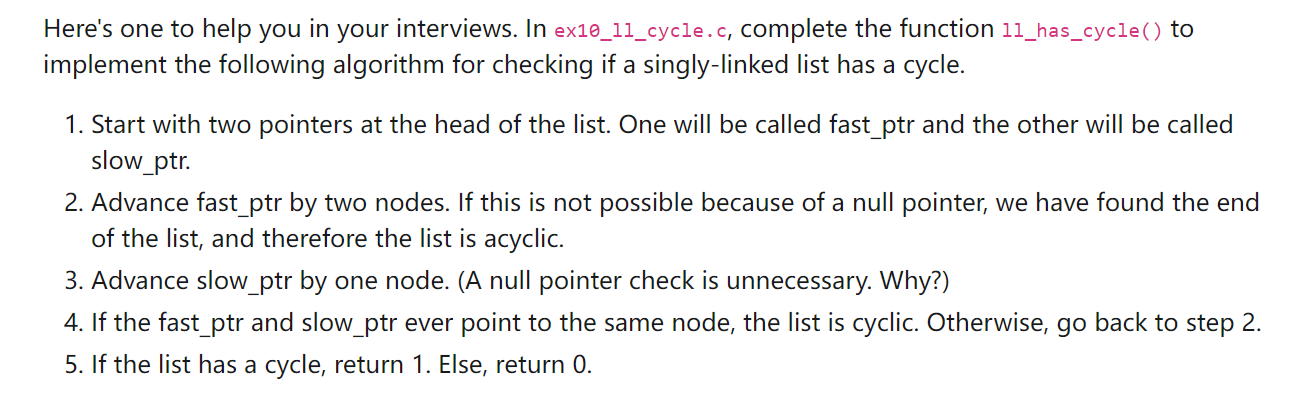 Here's one to help you in your interviews. In ex10_ll_cycle.c, complete the function ll_has_cycle() to
implement the following algorithm for checking if a singly-linked list has a cycle.
1. Start with two pointers at the head of the list. One will be called fast_ptr and the other will be called
slow_ptr.
2. Advance fast_ptr by two nodes. If this is not possible because of a null pointer, we have found the end
of the list, and therefore the list is acyclic.
3. Advance slow_ptr by one node. (A null pointer check is unnecessary. Why?)
4. If the fast_ptr and slow_ptr ever point to the same node, the list is cyclic. Otherwise, go back to step 2.
5. If the list has a cycle, return 1. Else, return 0.